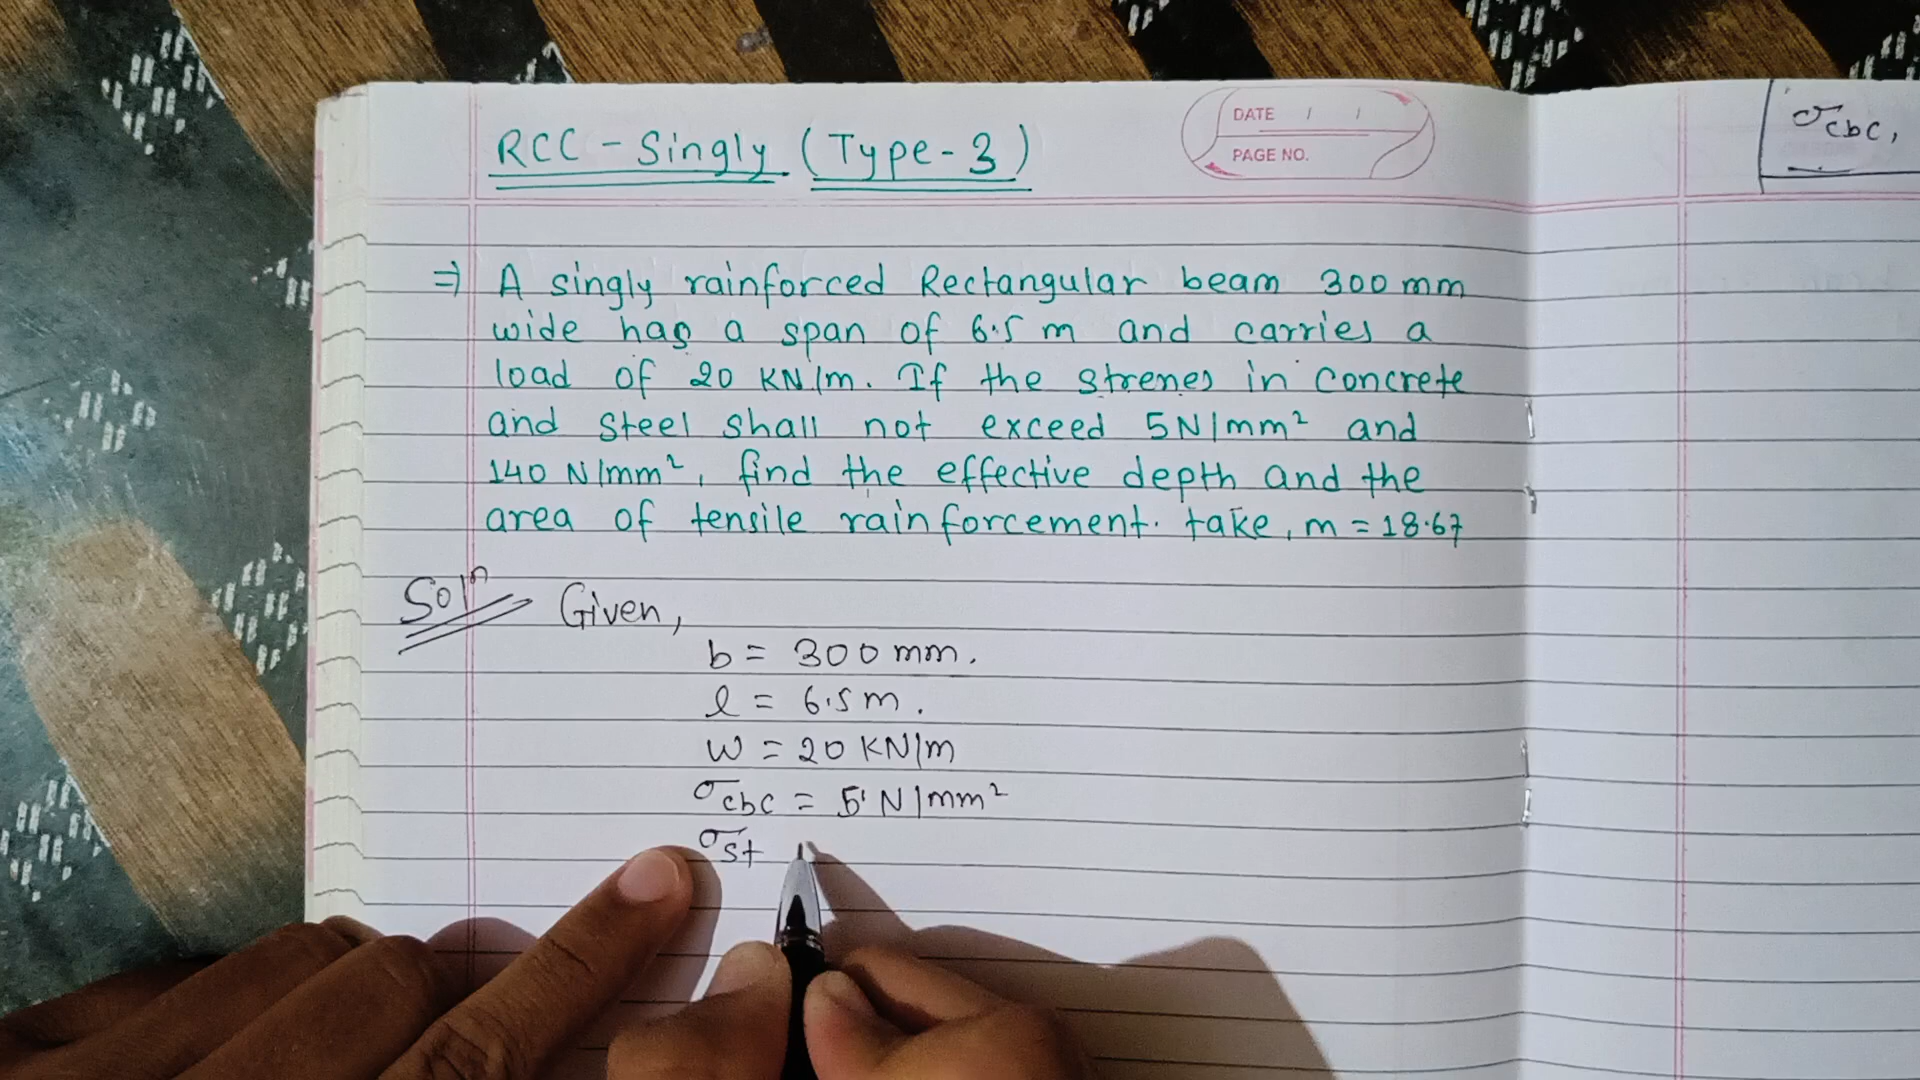 RCC - Singly (Type-3)
DATE / /
PAGE NO.
σcbc,
⇒ A singly rainforced Rectangular beam 300 mm
wide has a span of 6.5 m and carries a
load of 20 KN/m. If the stresses in concrete
and steel shall not exceed 5N/mm² and
140 N/mm², find the effective depth and the
area of tensile rainforcement. take, m = 18.67
Solⁿ Given,
b = 300 mm.
l = 6.5 m.
w = 20 KN/m
σcbc = 5 N/mm²
σst